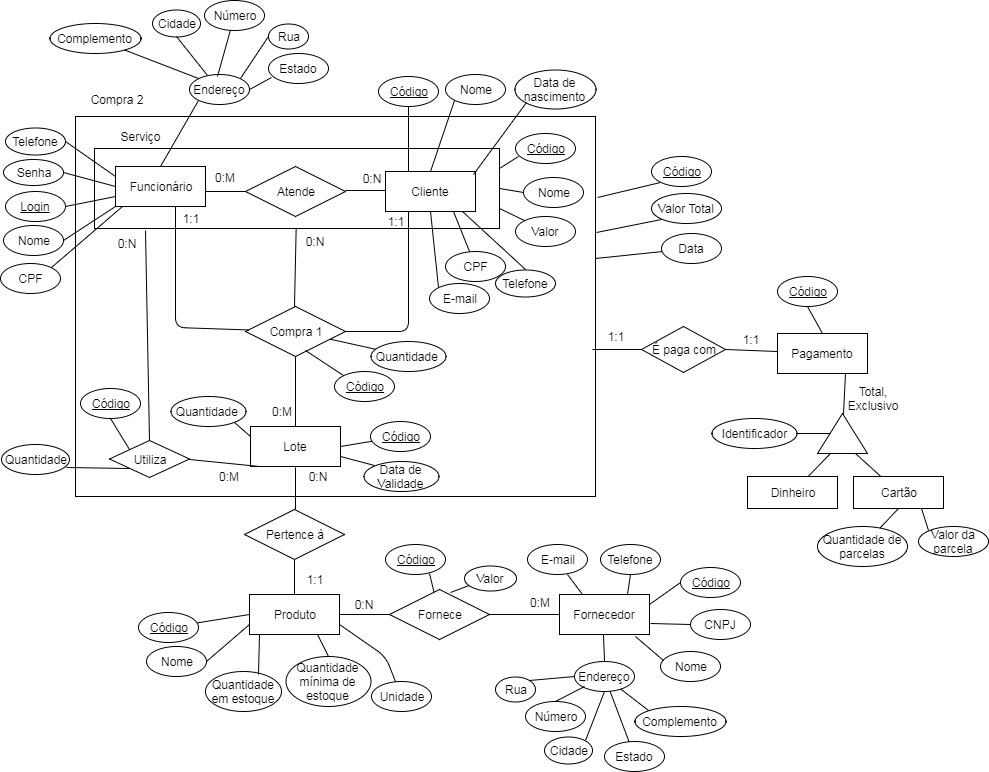 Número
Cidade
Rua
Complemento
Estado
Endereço
Código
Nome
Data de
nascimento
Compra 2
Serviço
Telefone
Senha
Login
Nome
CPF
Funcionário
0:M
Atende
0:N
Cliente
1:1
1:1
Código
Nome
Valor
Código
Valor Total
Data
0:N
0:N
CPF
Telefone
E-mail
Código
Compra 1
Quantidade
Código
1:1
É paga com
1:1
Pagamento
Total,
Exclusivo
Código
Quantidade
0:M
Código
Identificador
Quantidade
Utiliza
Lote
Data de
Validade
0:M
0:N
Dinheiro
Cartão
Quantidade de
parcelas
Valor da
parcela
Pertence à
1:1
Código
Valor
E-mail
Telefone
Código
Produto
0:N
Fornece
0:M
Fornecedor
CNPJ
Código
Nome
Nome
Quantidade
em estoque
Quantidade
mínima de
estoque
Unidade
Endereço
Rua
Número
Complemento
Cidade
Estado